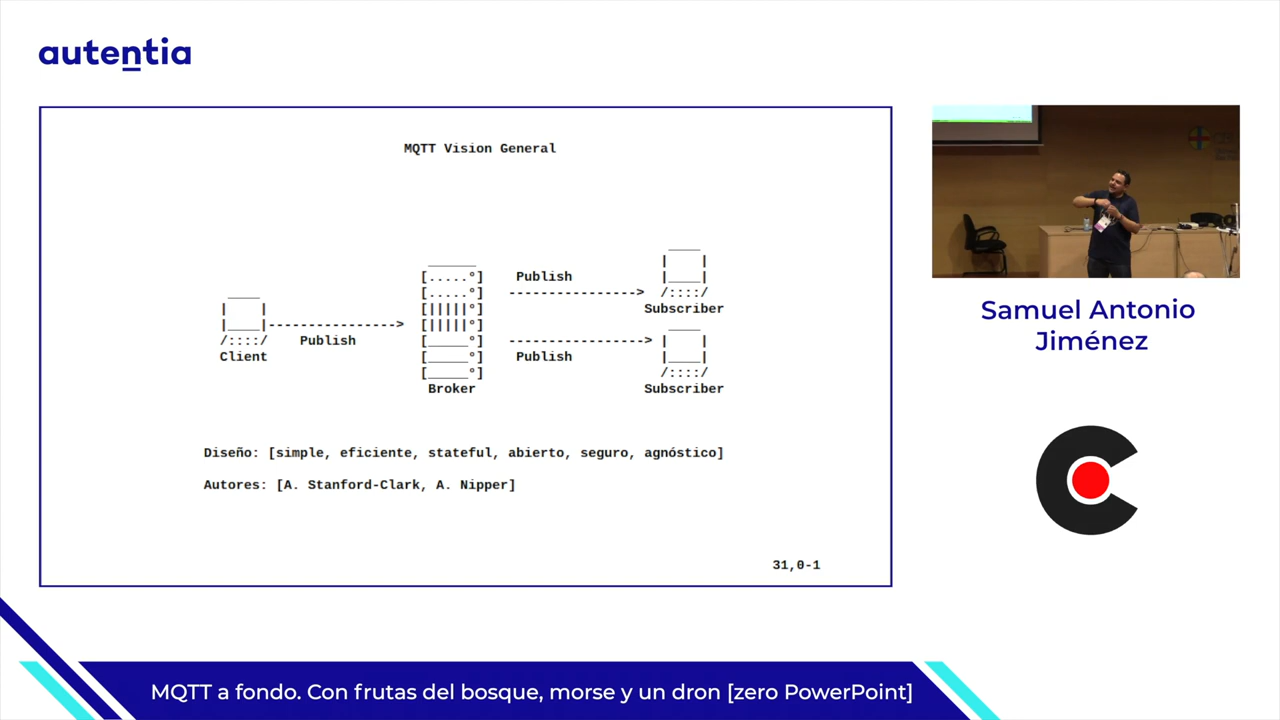 autentia
MQTT Vision General
Publish
Subscriber
Publish
Client
Publish
Subscriber
Broker
Diseño: [simple, eficiente, stateful, abierto, seguro, agnóstico]
Autores: [A. Stanford-Clark, A. Nipper]
31,0-1
Samuel Antonio
Jiménez
MQTT a fondo. Con frutas del bosque, morse y un dron [zero PowerPoint]